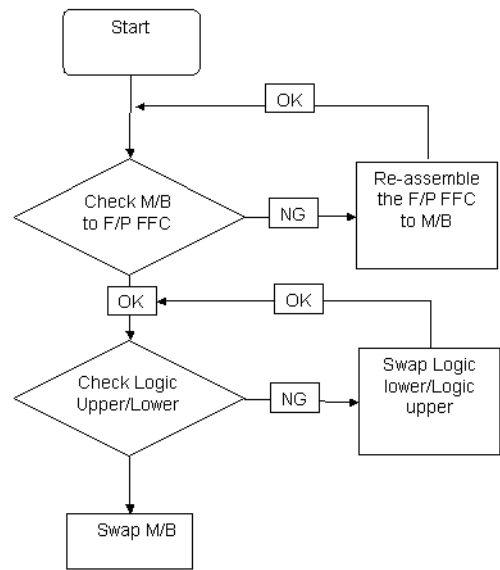 Start
OK
Check M/B
to F/P FFC
NG
Re-assemble
the F/P FFC
to M/B
OK
OK
Check Logic
Upper/Lower
NG
Swap Logic
lower/Logic
upper
Swap M/B